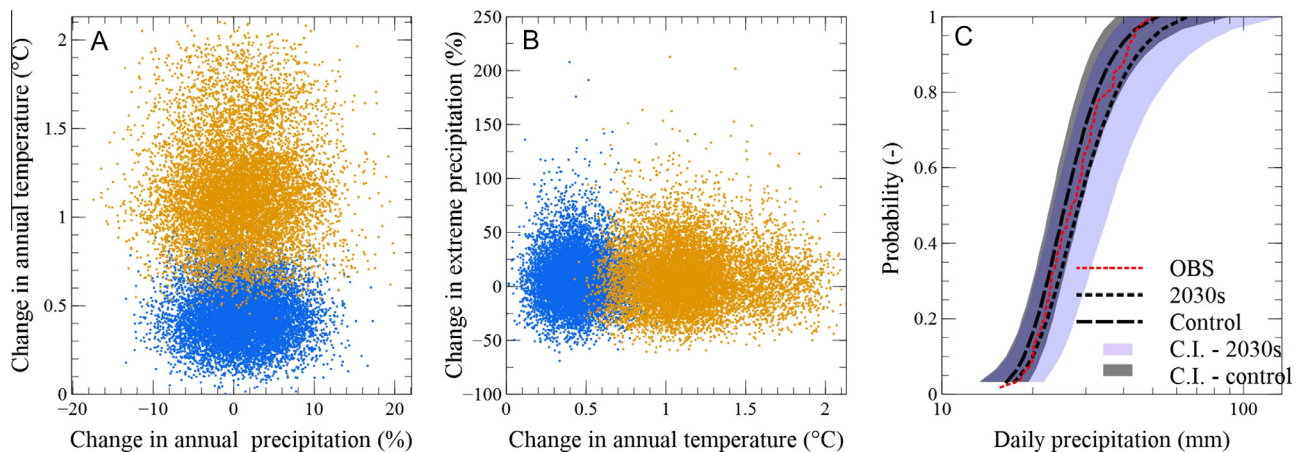 A
Change in annual temperature (°C)
2
1.5
1
0.5
0
−20
−10
0
10
20
Change in annual precipitation (%)
B
Change in extreme precipitation (%)
250
200
150
100
50
0
−50
−100
0
0.5
1
1.5
2
Change in annual temperature (°C)
C
Probability (-)
1
0.8
0.6
0.4
0.2
0
10
100
Daily precipitation (mm)
OBS
2030s
Control
C.I. - 2030s
C.I. - control